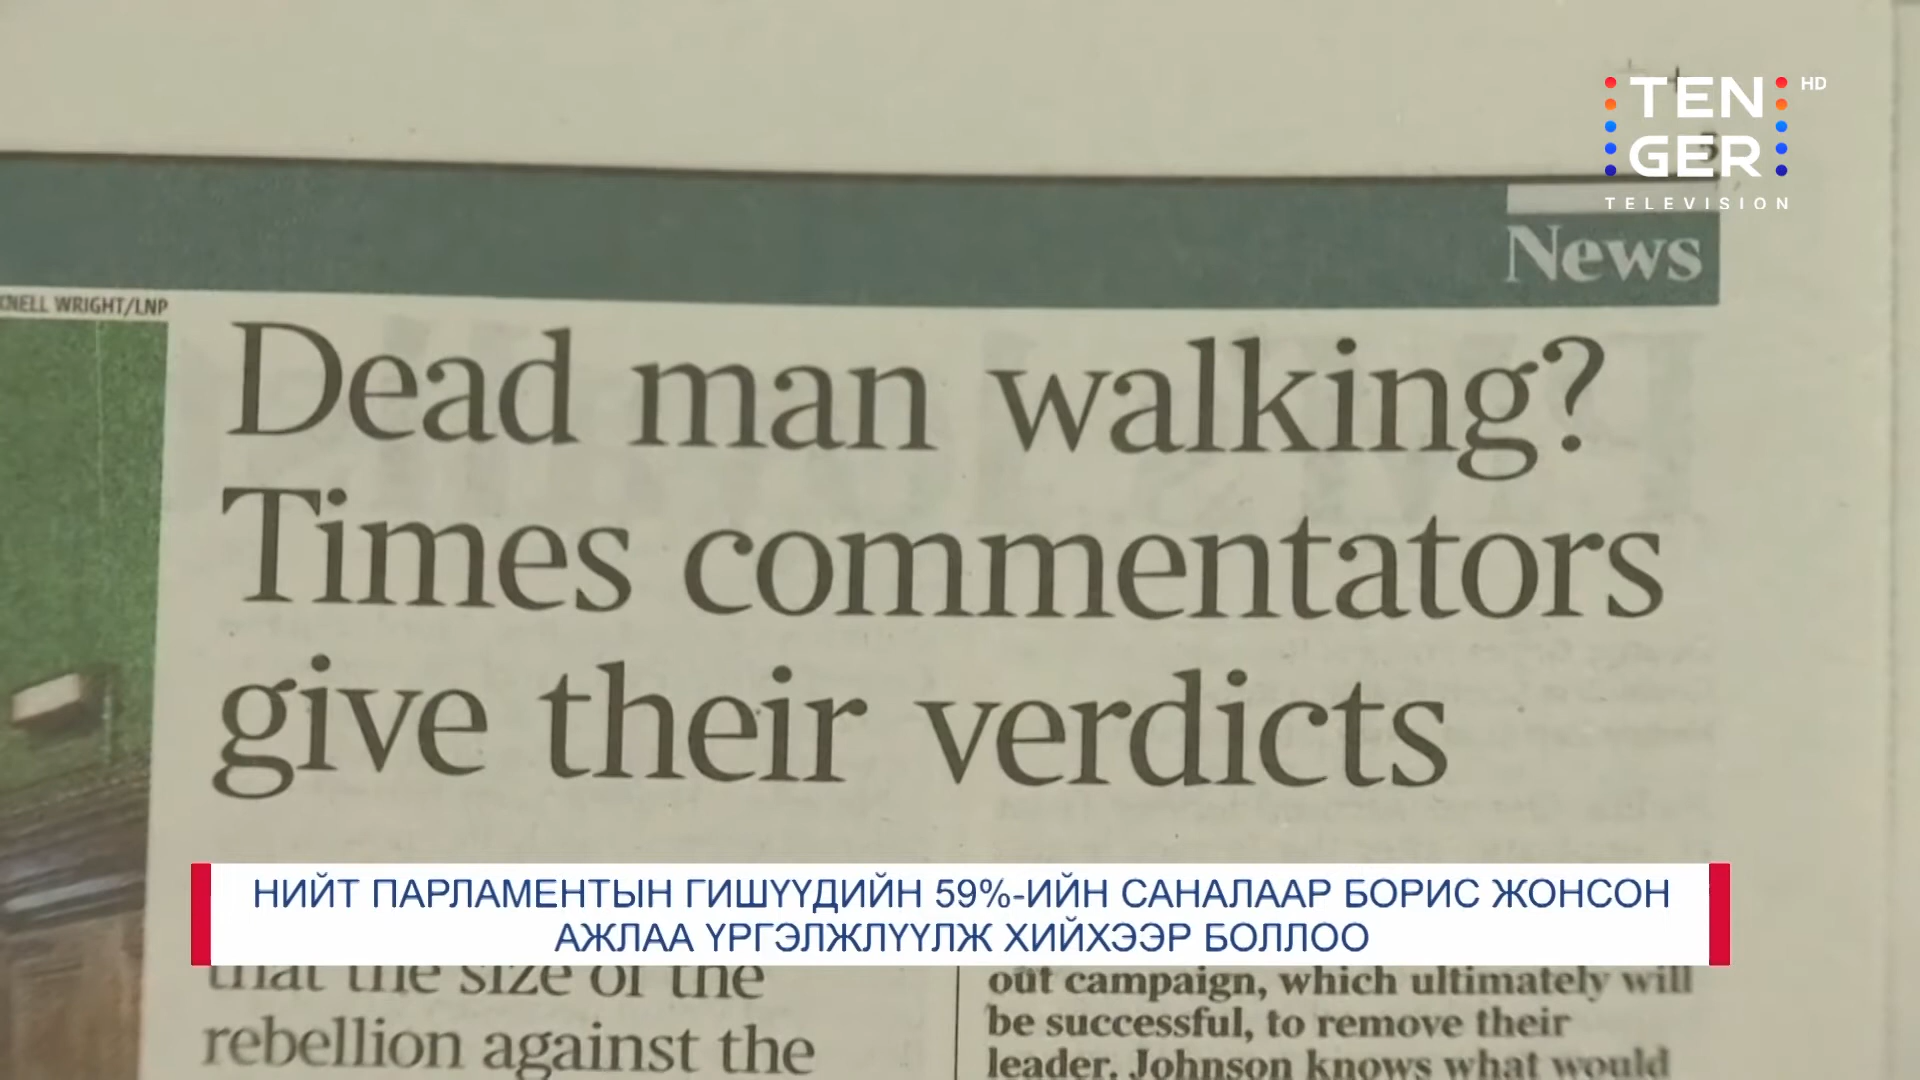 TEN HD
GER
TELEVISION
News
WRIGHT/LNP
Dead man walking?
Times commentators
give their verdicts
НИЙТ ПАРЛАМЕНТЫН ГИШҮҮДИЙН 59%-ИЙН САНАЛААР БОРИС ЖОНСОН
АЖЛАА ҮРГЭЛЖЛҮҮЛЖ ХИЙХЭЭР БОЛЛОО
that the size of the
rebellion against the
out campaign, which ultimately will
be successful, to remove their
leader. Johnson knows what would